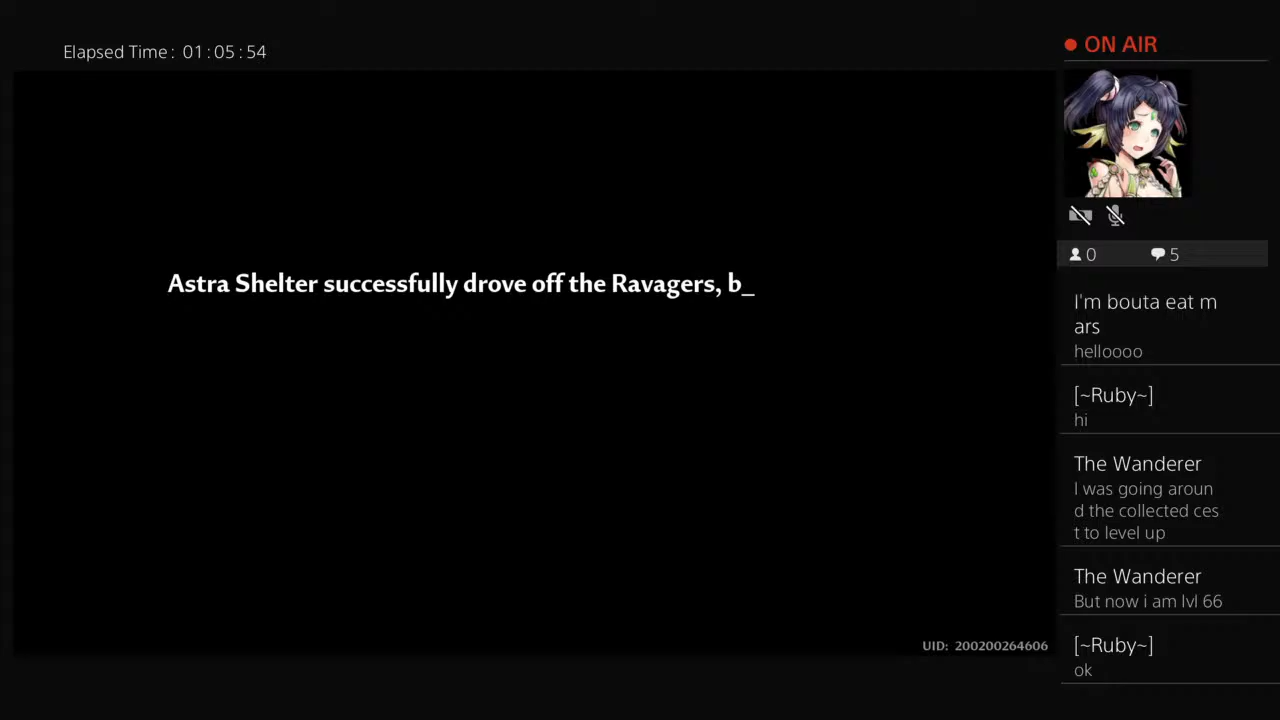 Elapsed Time: 01:05:54
ON AIR
Astra Shelter successfully drove off the Ravagers, b_
0
5
I'm bouta eat m
ars
helloooo
[~Ruby~]
hi
The Wanderer
I was going aroun
d the collected ces
t to level up
The Wanderer
But now i am lvl 66
[~Ruby~]
ok
UID: 200200264606